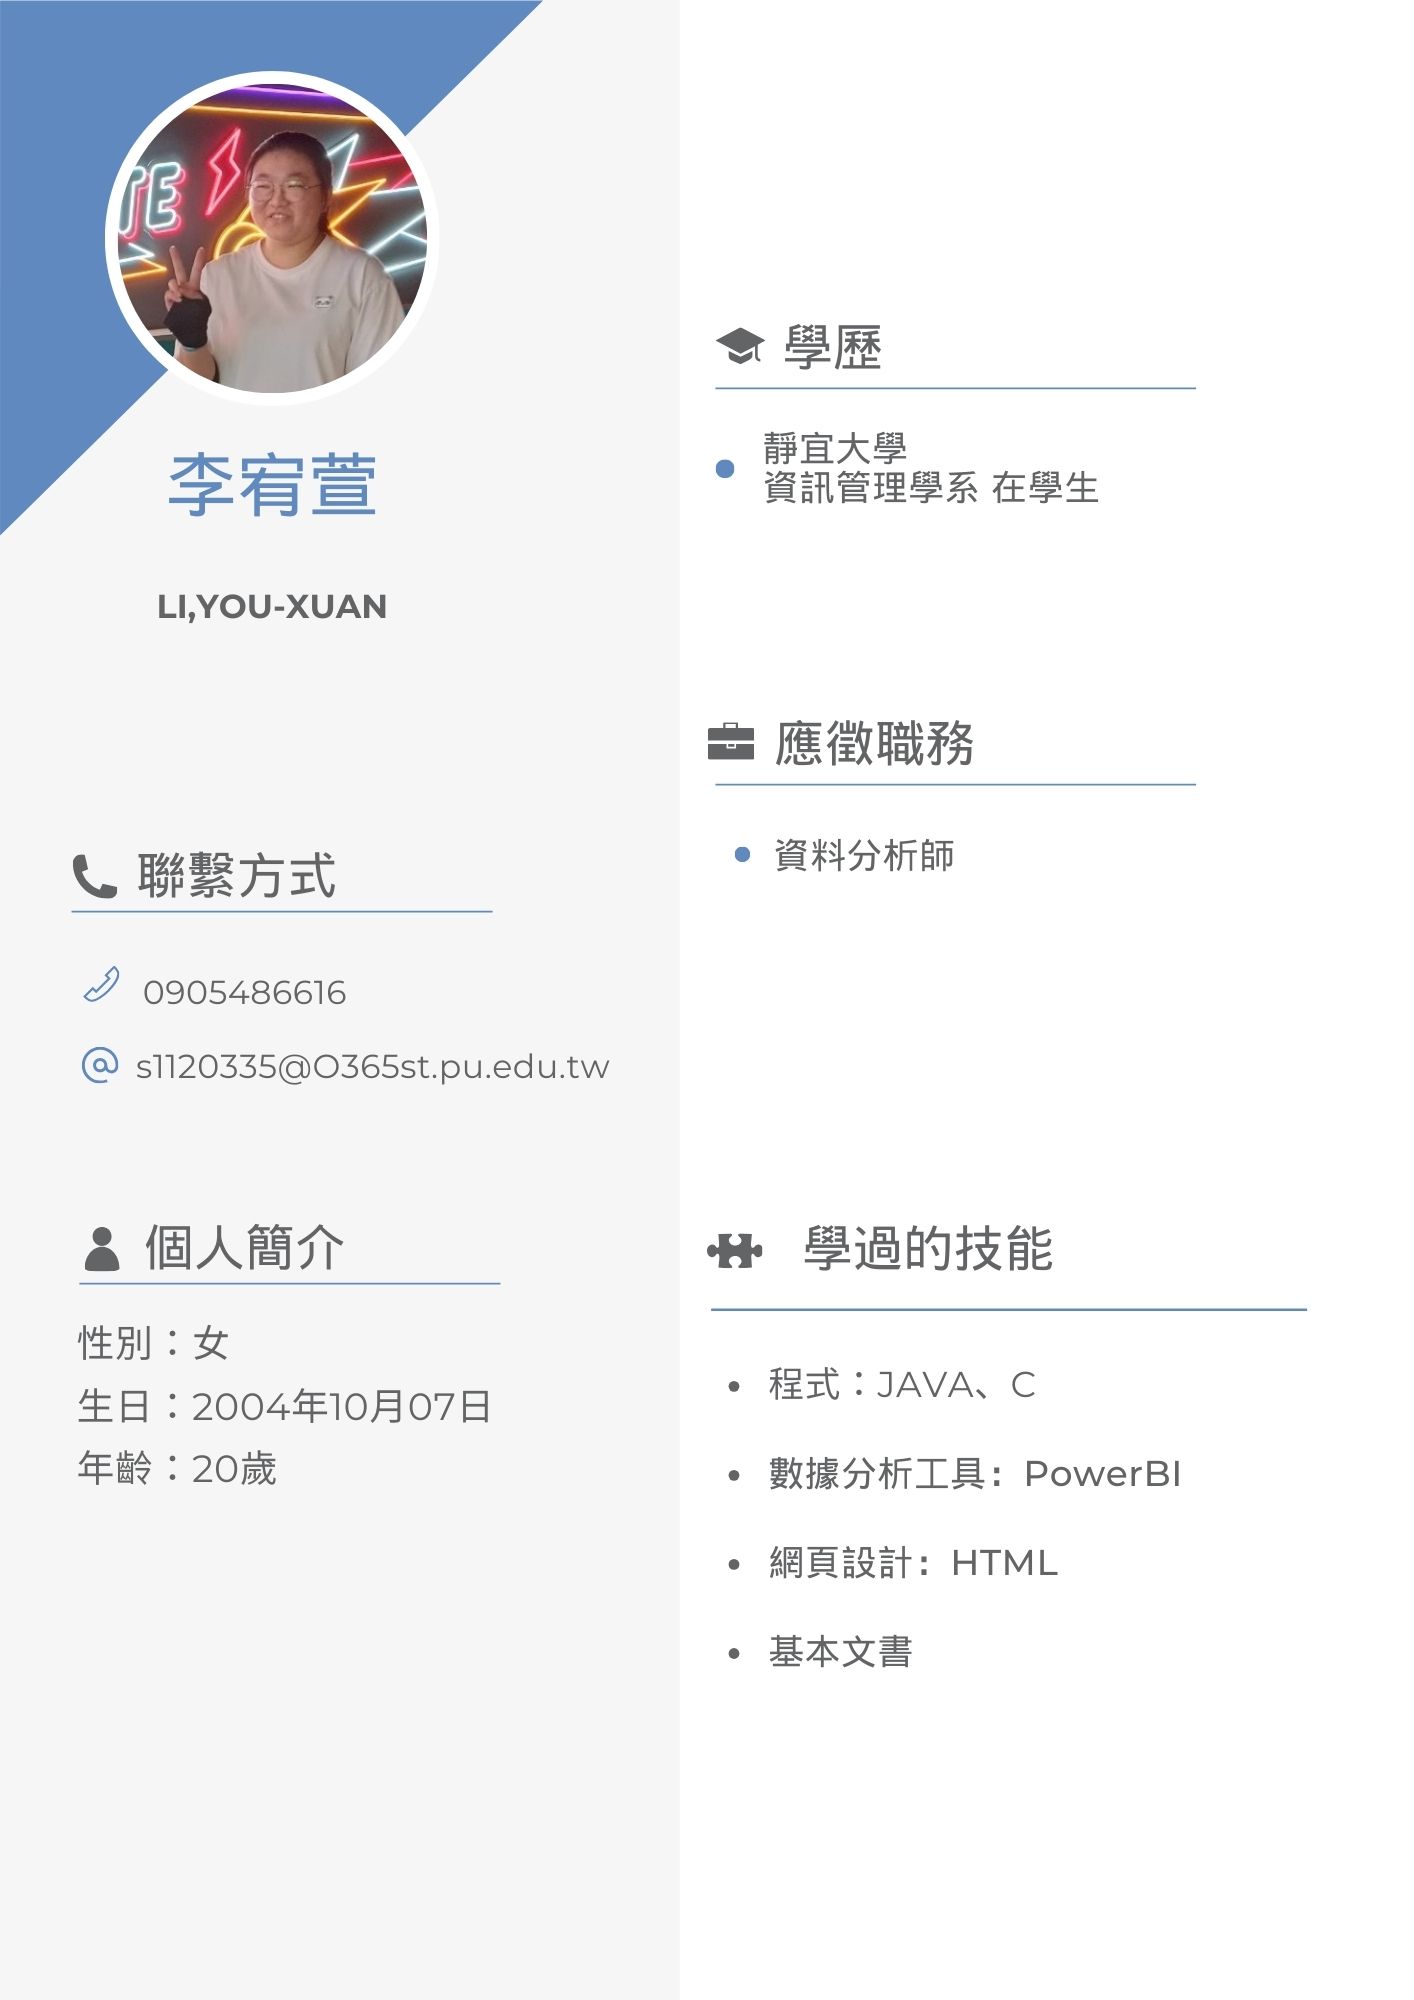 李宥萱
LI,YOU-XUAN
聯繫方式
0905486616
s1120335@O365st.pu.edu.tw
個人簡介
性別：女
生日：2004年10月07日
年齡：20歲
學歷
靜宜大學
資訊管理學系 在學生
應徵職務
資料分析師
學過的技能
程式：JAVA、C
數據分析工具：PowerBI
網頁設計：HTML
基本文書
TE